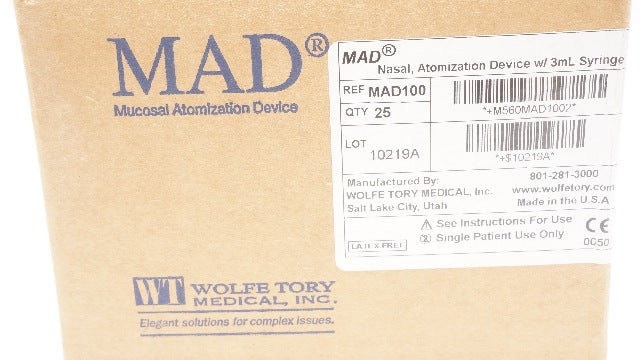 MAD®
Mucosal Atomization Device
WT WOLFE TORY
MEDICAL, INC.
Elegant solutions for complex issues.
MAD®
Nasal, Atomization Device w/ 3mL Syringe
REF MAD100
QTY 25
*+M560MAD1002*
LOT
10219A
*+$10219A*
Manufactured By:
WOLFE TORY MEDICAL, Inc.
Salt Lake City, Utah
801-281-3000
www.wolfetory.com
Made in the U.S.A
See Instructions For Use
Single Patient Use Only
LATEX FREE
CE
0050